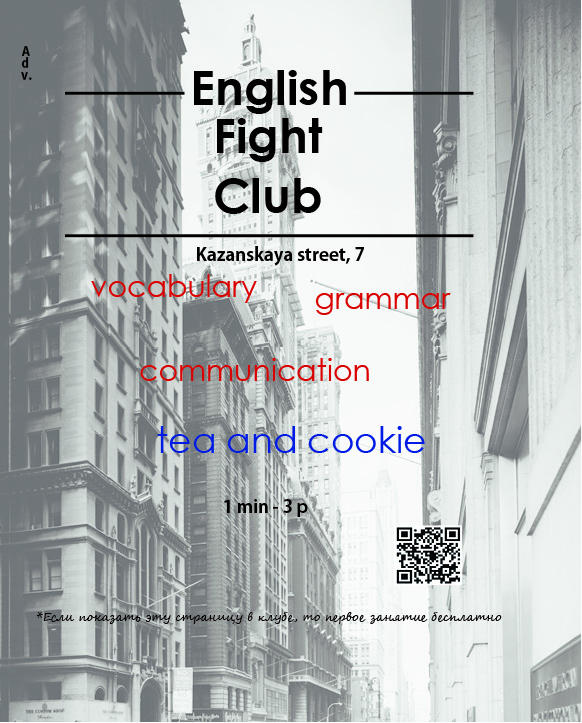 Adv.
English
Fight
Club
Kazanskaya street, 7
vocabulary
grammar
communication
tea and cookie
1 min - 3 p
*Если показать эту страницу в клубе, то первое занятие бесплатно